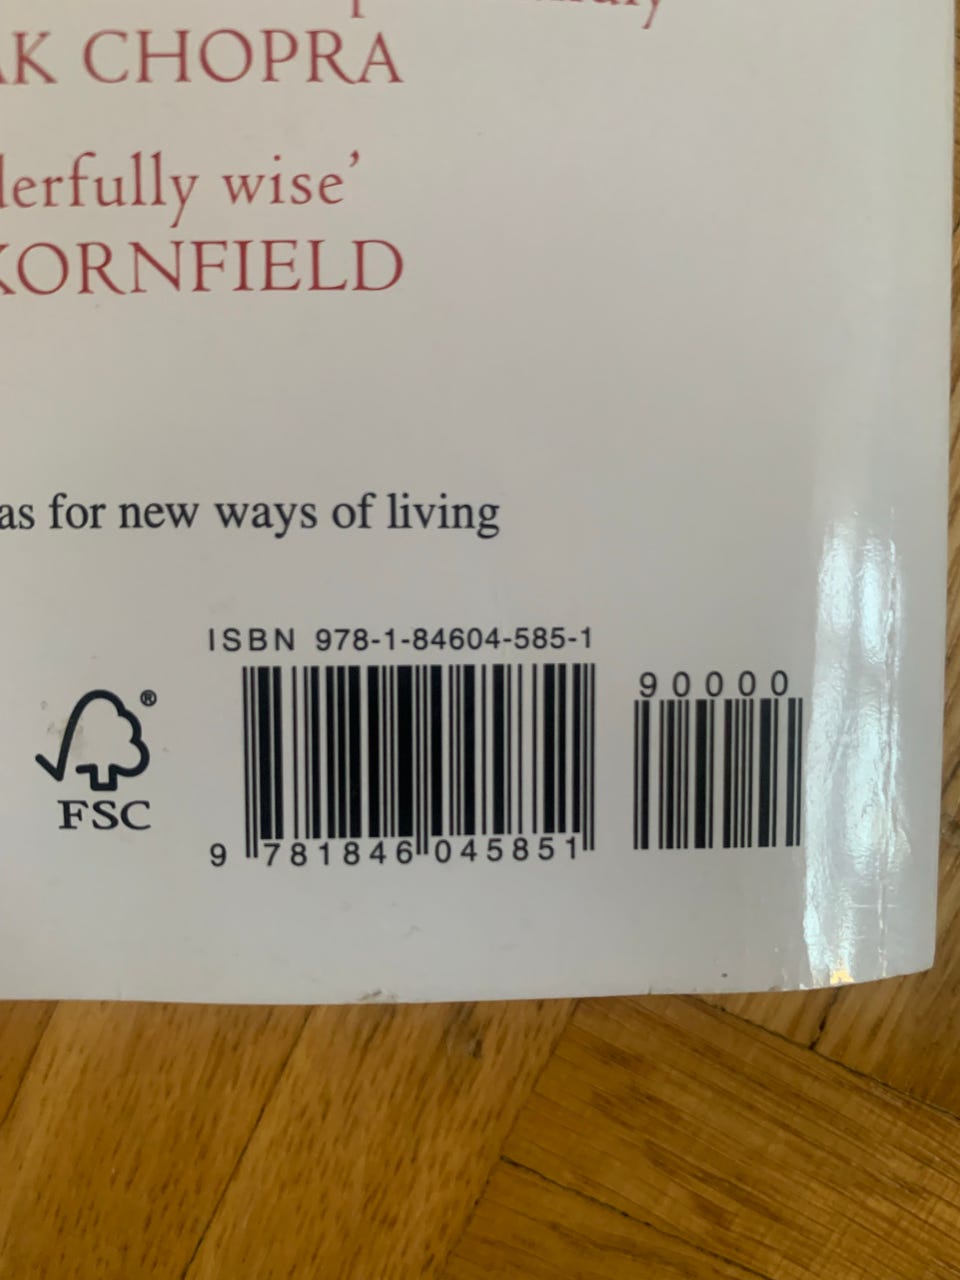 AK CHOPRA
derfully wise’
KORNFIELD
as for new ways of living
ISBN 978-1-84604-585-1
90000
®
FSC
9 781846 045851